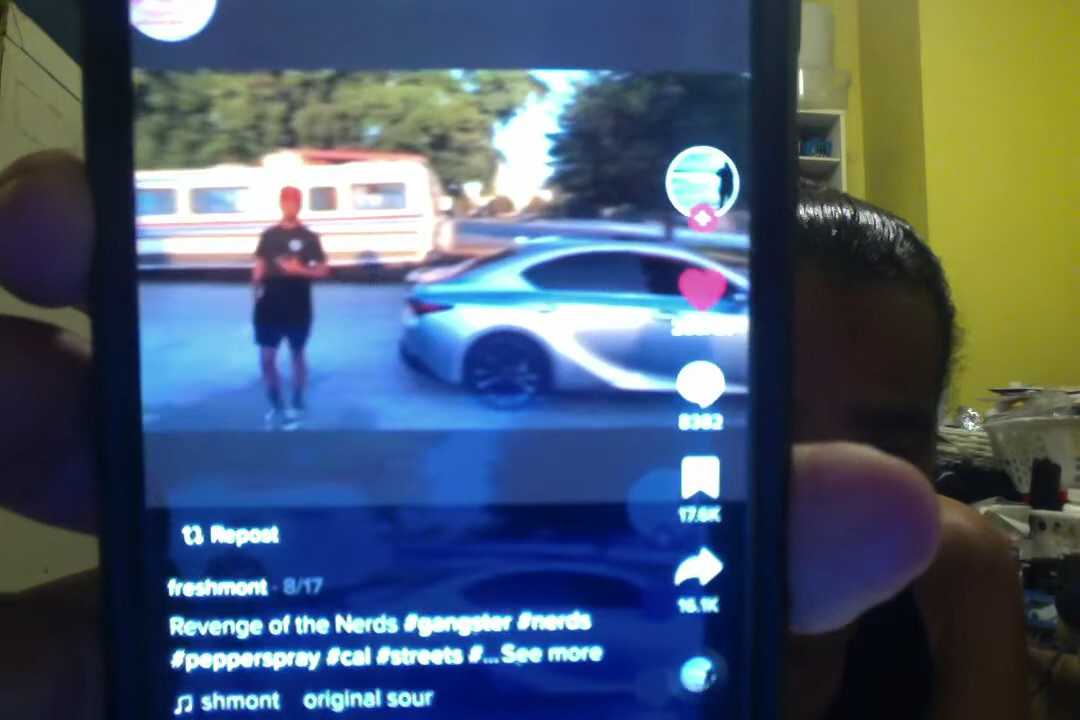 8382
17.6K
16.1K
Repost
freshmont · 8/17
Revenge of the Nerds #gangster #nerds
#pepperspray #cal #streets #...See more
shmont original sour